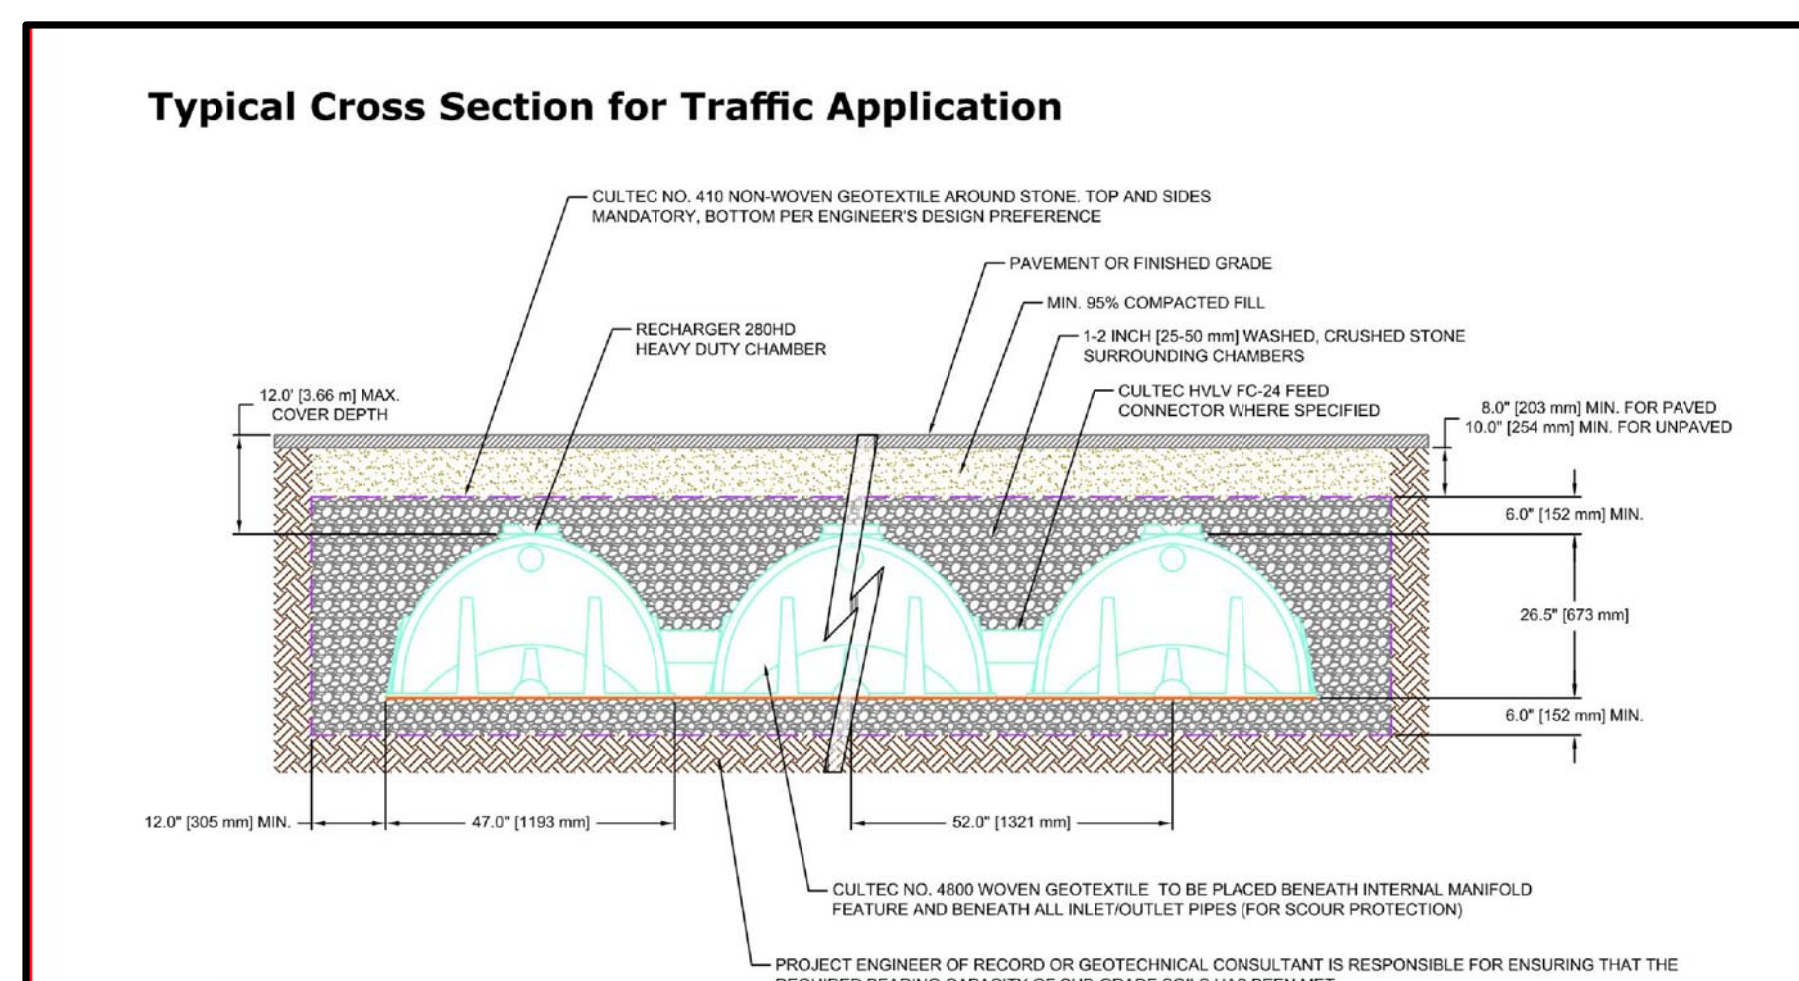 Typical Cross Section for Traffic Application
CULTEC NO. 410 NON-WOVEN GEOTEXTILE AROUND STONE. TOP AND SIDES
MANDATORY, BOTTOM PER ENGINEER'S DESIGN PREFERENCE
PAVEMENT OR FINISHED GRADE
MIN. 95% COMPACTED FILL
RECHARGER 280HD
HEAVY DUTY CHAMBER
1-2 INCH [25-50 mm] WASHED, CRUSHED STONE
SURROUNDING CHAMBERS
12.0' [3.66 m] MAX.
COVER DEPTH
CULTEC HVLV FC-24 FEED
CONNECTOR WHERE SPECIFIED
8.0" [203 mm] MIN. FOR PAVED
10.0" [254 mm] MIN. FOR UNPAVED
6.0" [152 mm] MIN.
26.5" [673 mm]
6.0" [152 mm] MIN.
12.0" [305 mm] MIN.
47.0" [1193 mm]
52.0" [1321 mm]
CULTEC NO. 4800 WOVEN GEOTEXTILE TO BE PLACED BENEATH INTERNAL MANIFOLD
FEATURE AND BENEATH ALL INLET/OUTLET PIPES (FOR SCOUR PROTECTION)
PROJECT ENGINEER OF RECORD OR GEOTECHNICAL CONSULTANT IS RESPONSIBLE FOR ENSURING THAT THE